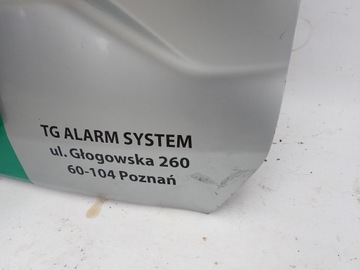 TG ALARM SYSTEM
ul. Głogowska 260
60-104 Poznań